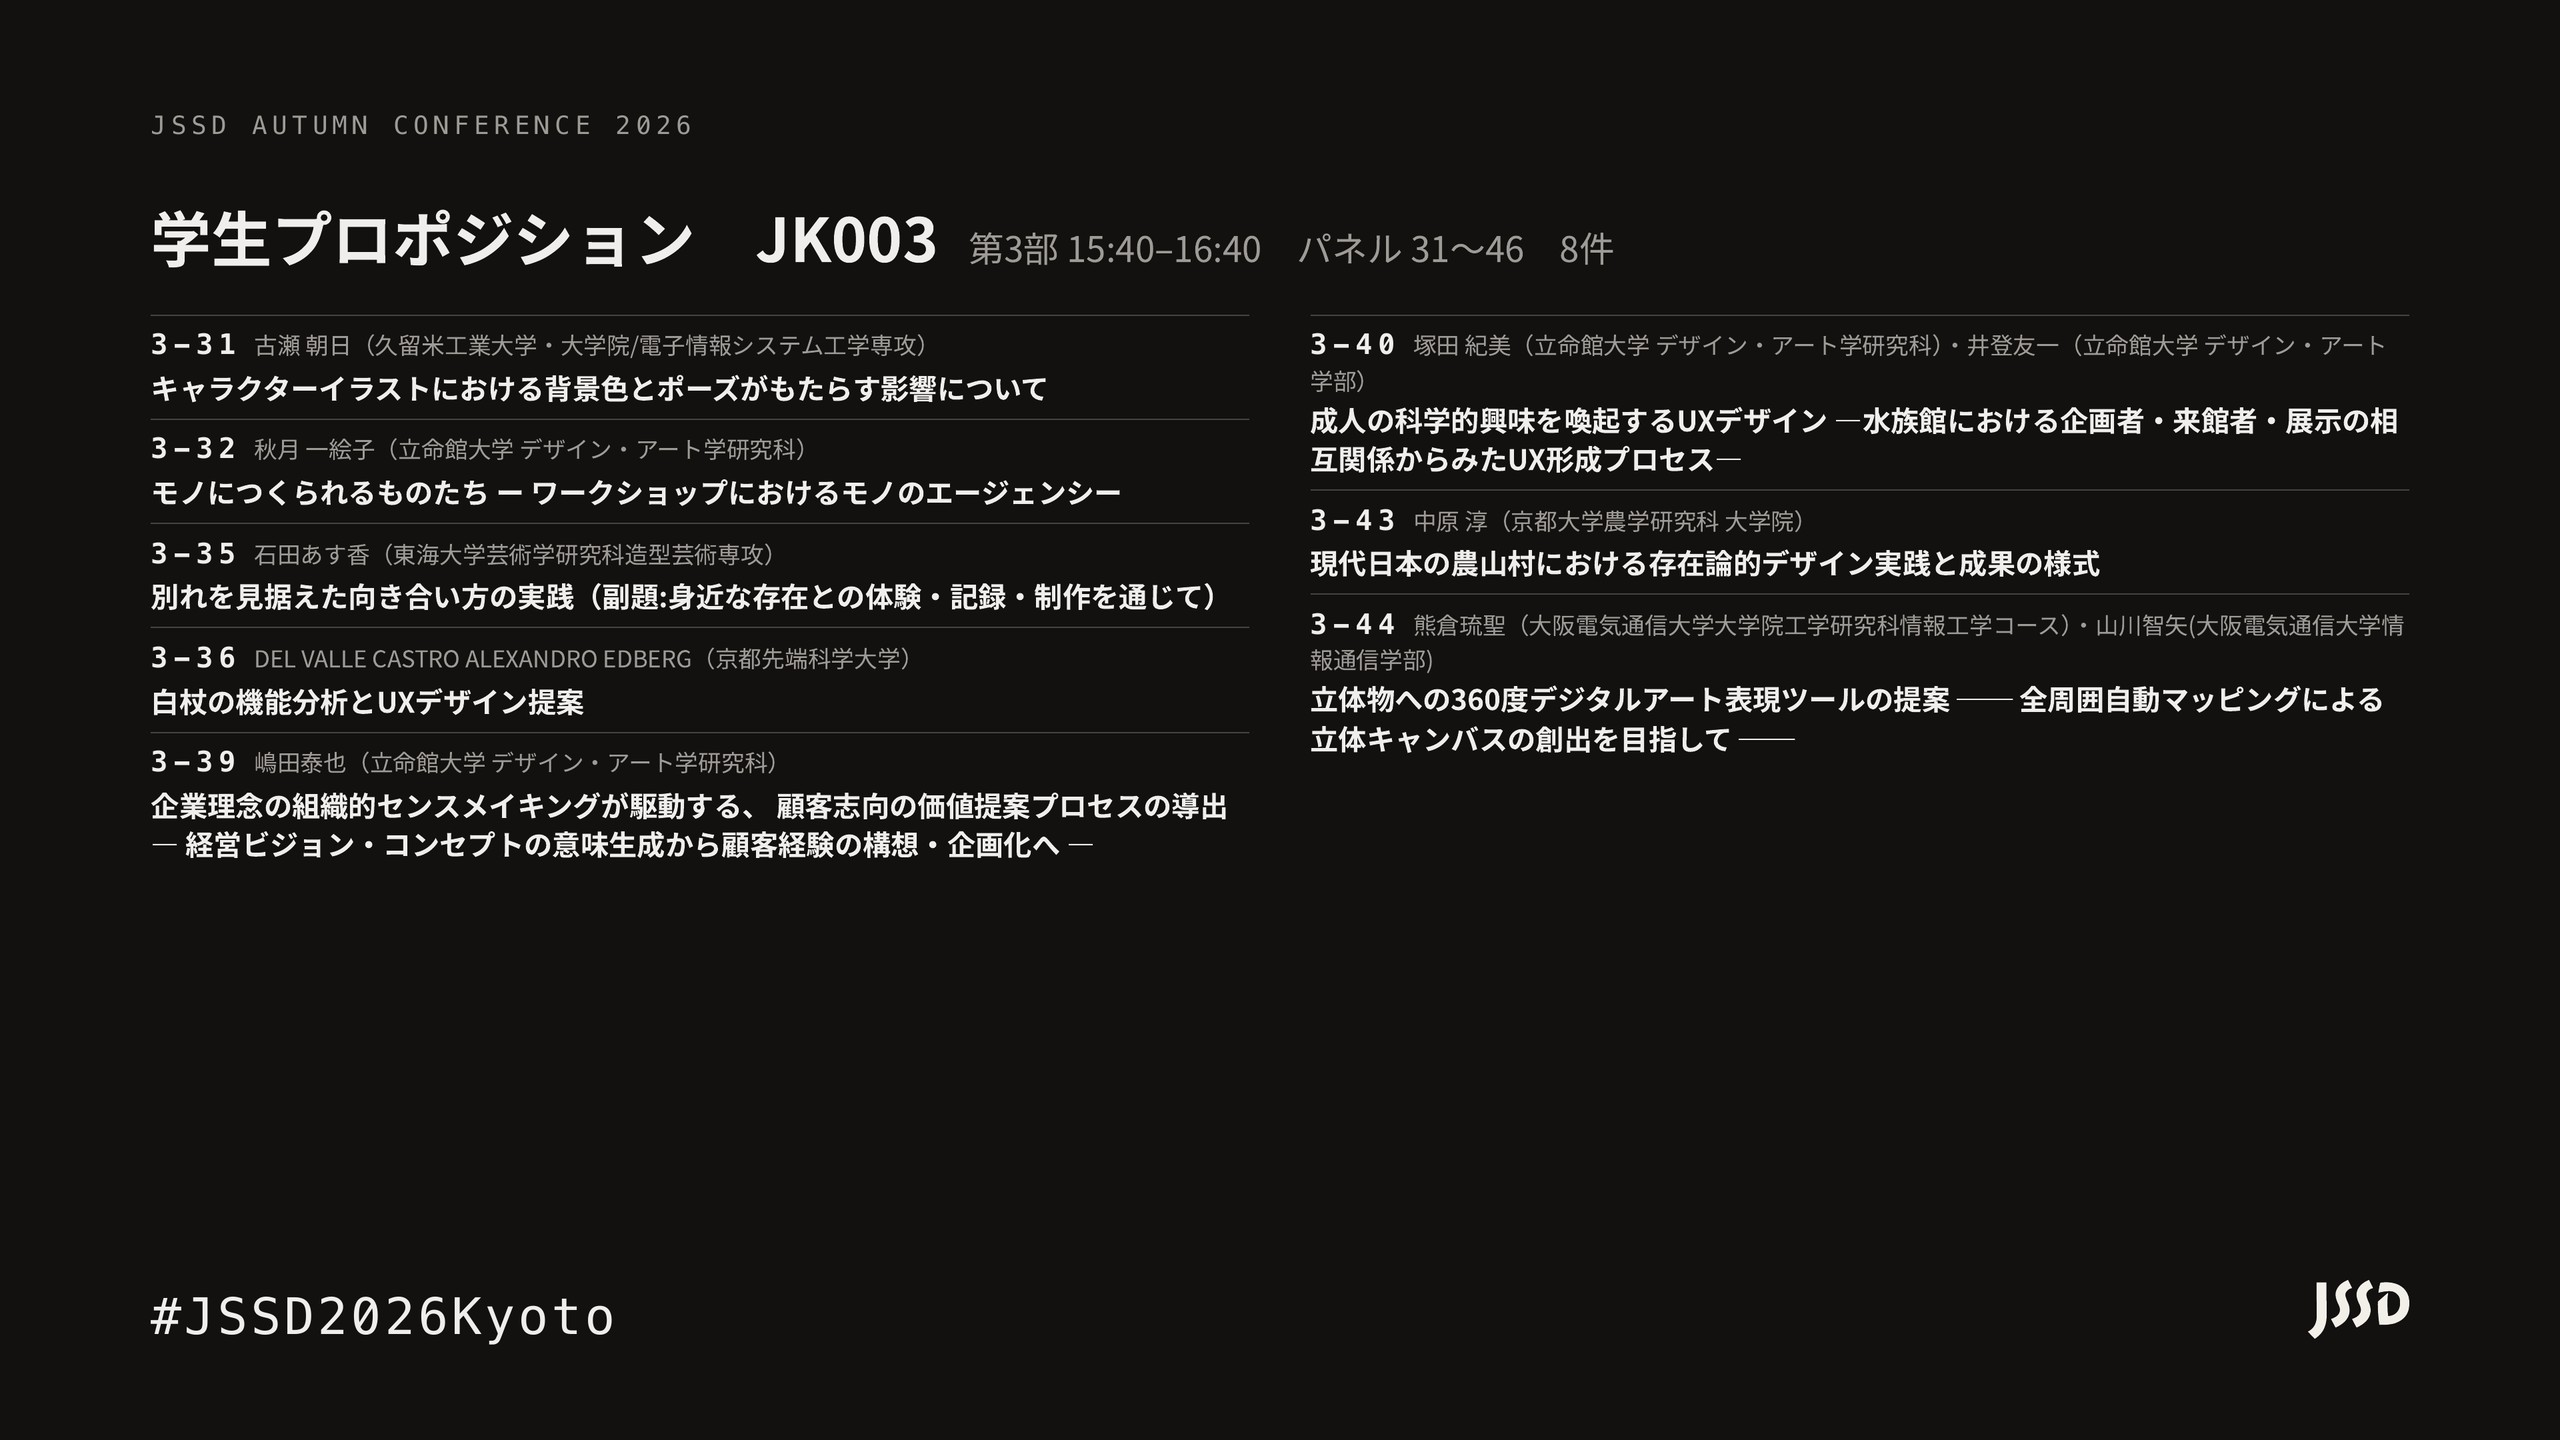 JSSD AUTUMN CONFERENCE 2026
学生プロポジション　JK003 第3部 15:40–16:40　パネル 31〜46　8件
3-31 古瀬 朝日（久留米工業大学・大学院/電子情報システム工学専攻）
キャラクターイラストにおける背景色とポーズがもたらす影響について
3-32 秋月 一絵子（立命館大学 デザイン・アート学研究科）
モノにつくられるものたち ー ワークショップにおけるモノのエージェンシー
3-35 石田あす香（東海大学芸術学研究科造型芸術専攻）
別れを見据えた向き合い方の実践（副題:身近な存在との体験・記録・制作を通じて）
3-36 DEL VALLE CASTRO ALEXANDRO EDBERG（京都先端科学大学）
白杖の機能分析とUXデザイン提案
3-39 嶋田泰也（立命館大学 デザイン・アート学研究科）
企業理念の組織的センスメイキングが駆動する、 顧客志向の価値提案プロセスの導出
― 経営ビジョン・コンセプトの意味生成から顧客経験の構想・企画化へ ―
3-40 塚田 紀美（立命館大学 デザイン・アート学研究科）・井登友一（立命館大学 デザイン・アート
学部）
成人の科学的興味を喚起するUXデザイン ―水族館における企画者・来館者・展示の相
互関係からみたUX形成プロセス―
3-43 中原 淳（京都大学農学研究科 大学院）
現代日本の農山村における存在論的デザイン実践と成果の様式
3-44 熊倉琉聖（大阪電気通信大学大学院工学研究科情報工学コース）・山川智矢(大阪電気通信大学情
報通信学部)
立体物への360度デジタルアート表現ツールの提案 ―― 全周囲自動マッピングによる
立体キャンバスの創出を目指して ――
#JSSD2026Kyoto
JSSD